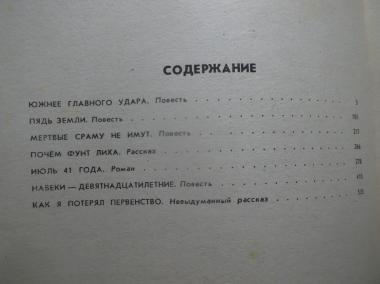 СОДЕРЖАНИЕ
ЮЖНЕЕ ГЛАВНОГО УДАРА. Повесть
ПЯДЬ ЗЕМЛИ. Повесть
МЕРТВЫЕ СРАМУ НЕ ИМУТ. Повесть
ПОЧЕМ ФУНТ ЛИХА. Рассказ
ИЮЛЬ 41 ГОДА. Роман
НАВЕКИ — ДЕВЯТНАДЦАТИЛЕТНИЕ. Повесть
КАК Я ПОТЕРЯЛ ПЕРВЕНСТВО. Невыдуманный рассказ